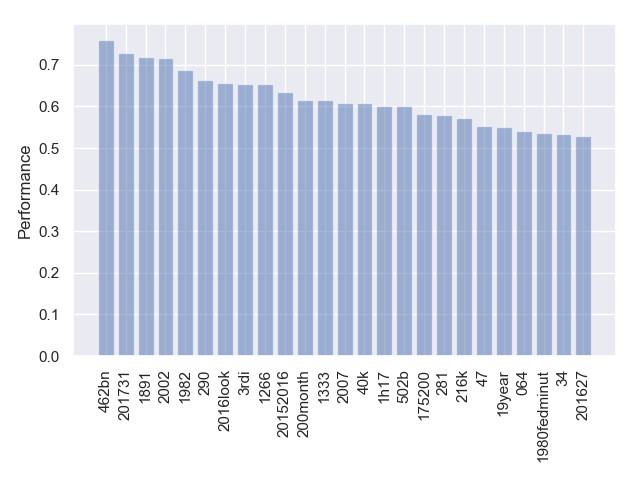 Performance
0.7
0.6
0.5
0.4
0.3
0.2
0.1
0.0
462bn
201731
1891
2002
1982
290
2016look
3rdi
1266
20152016
200month
1333
2007
40k
1h17
502b
175200
281
216k
47
19year
064
1980fedminut
34
201627